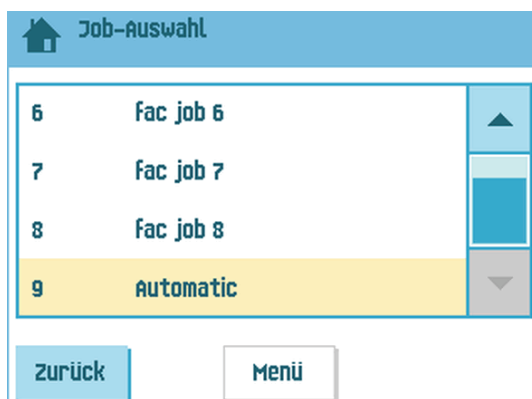 Job-Auswahl
6 fac job 6
7 fac job 7
8 fac job 8
9 Automatic
Zurück Menü